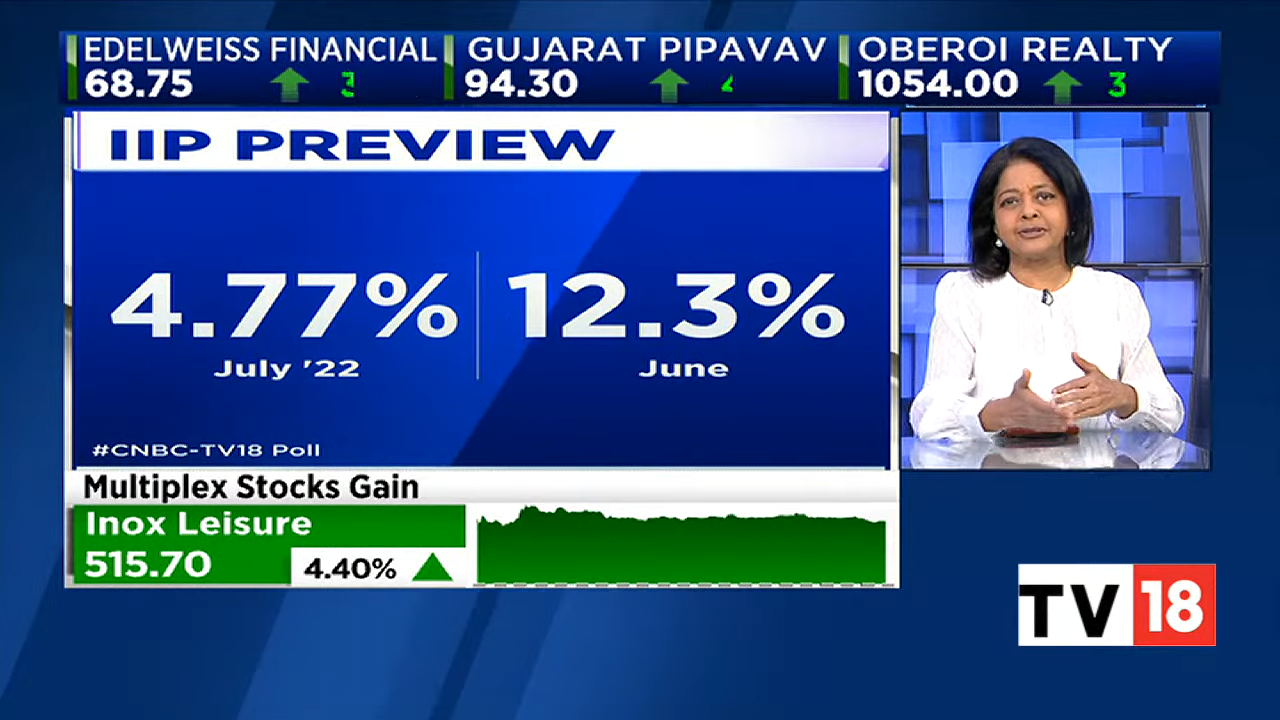 EDELWEISS FINANCIAL GUJARAT PIPAVAV OBEROI REALTY
68.75 94.30 1054.00 3
IIP PREVIEW
4.77% 12.3%
July '22 June
#CNBC-TV18 Poll
Multiplex Stocks Gain
Inox Leisure
515.70 4.40%
TV18